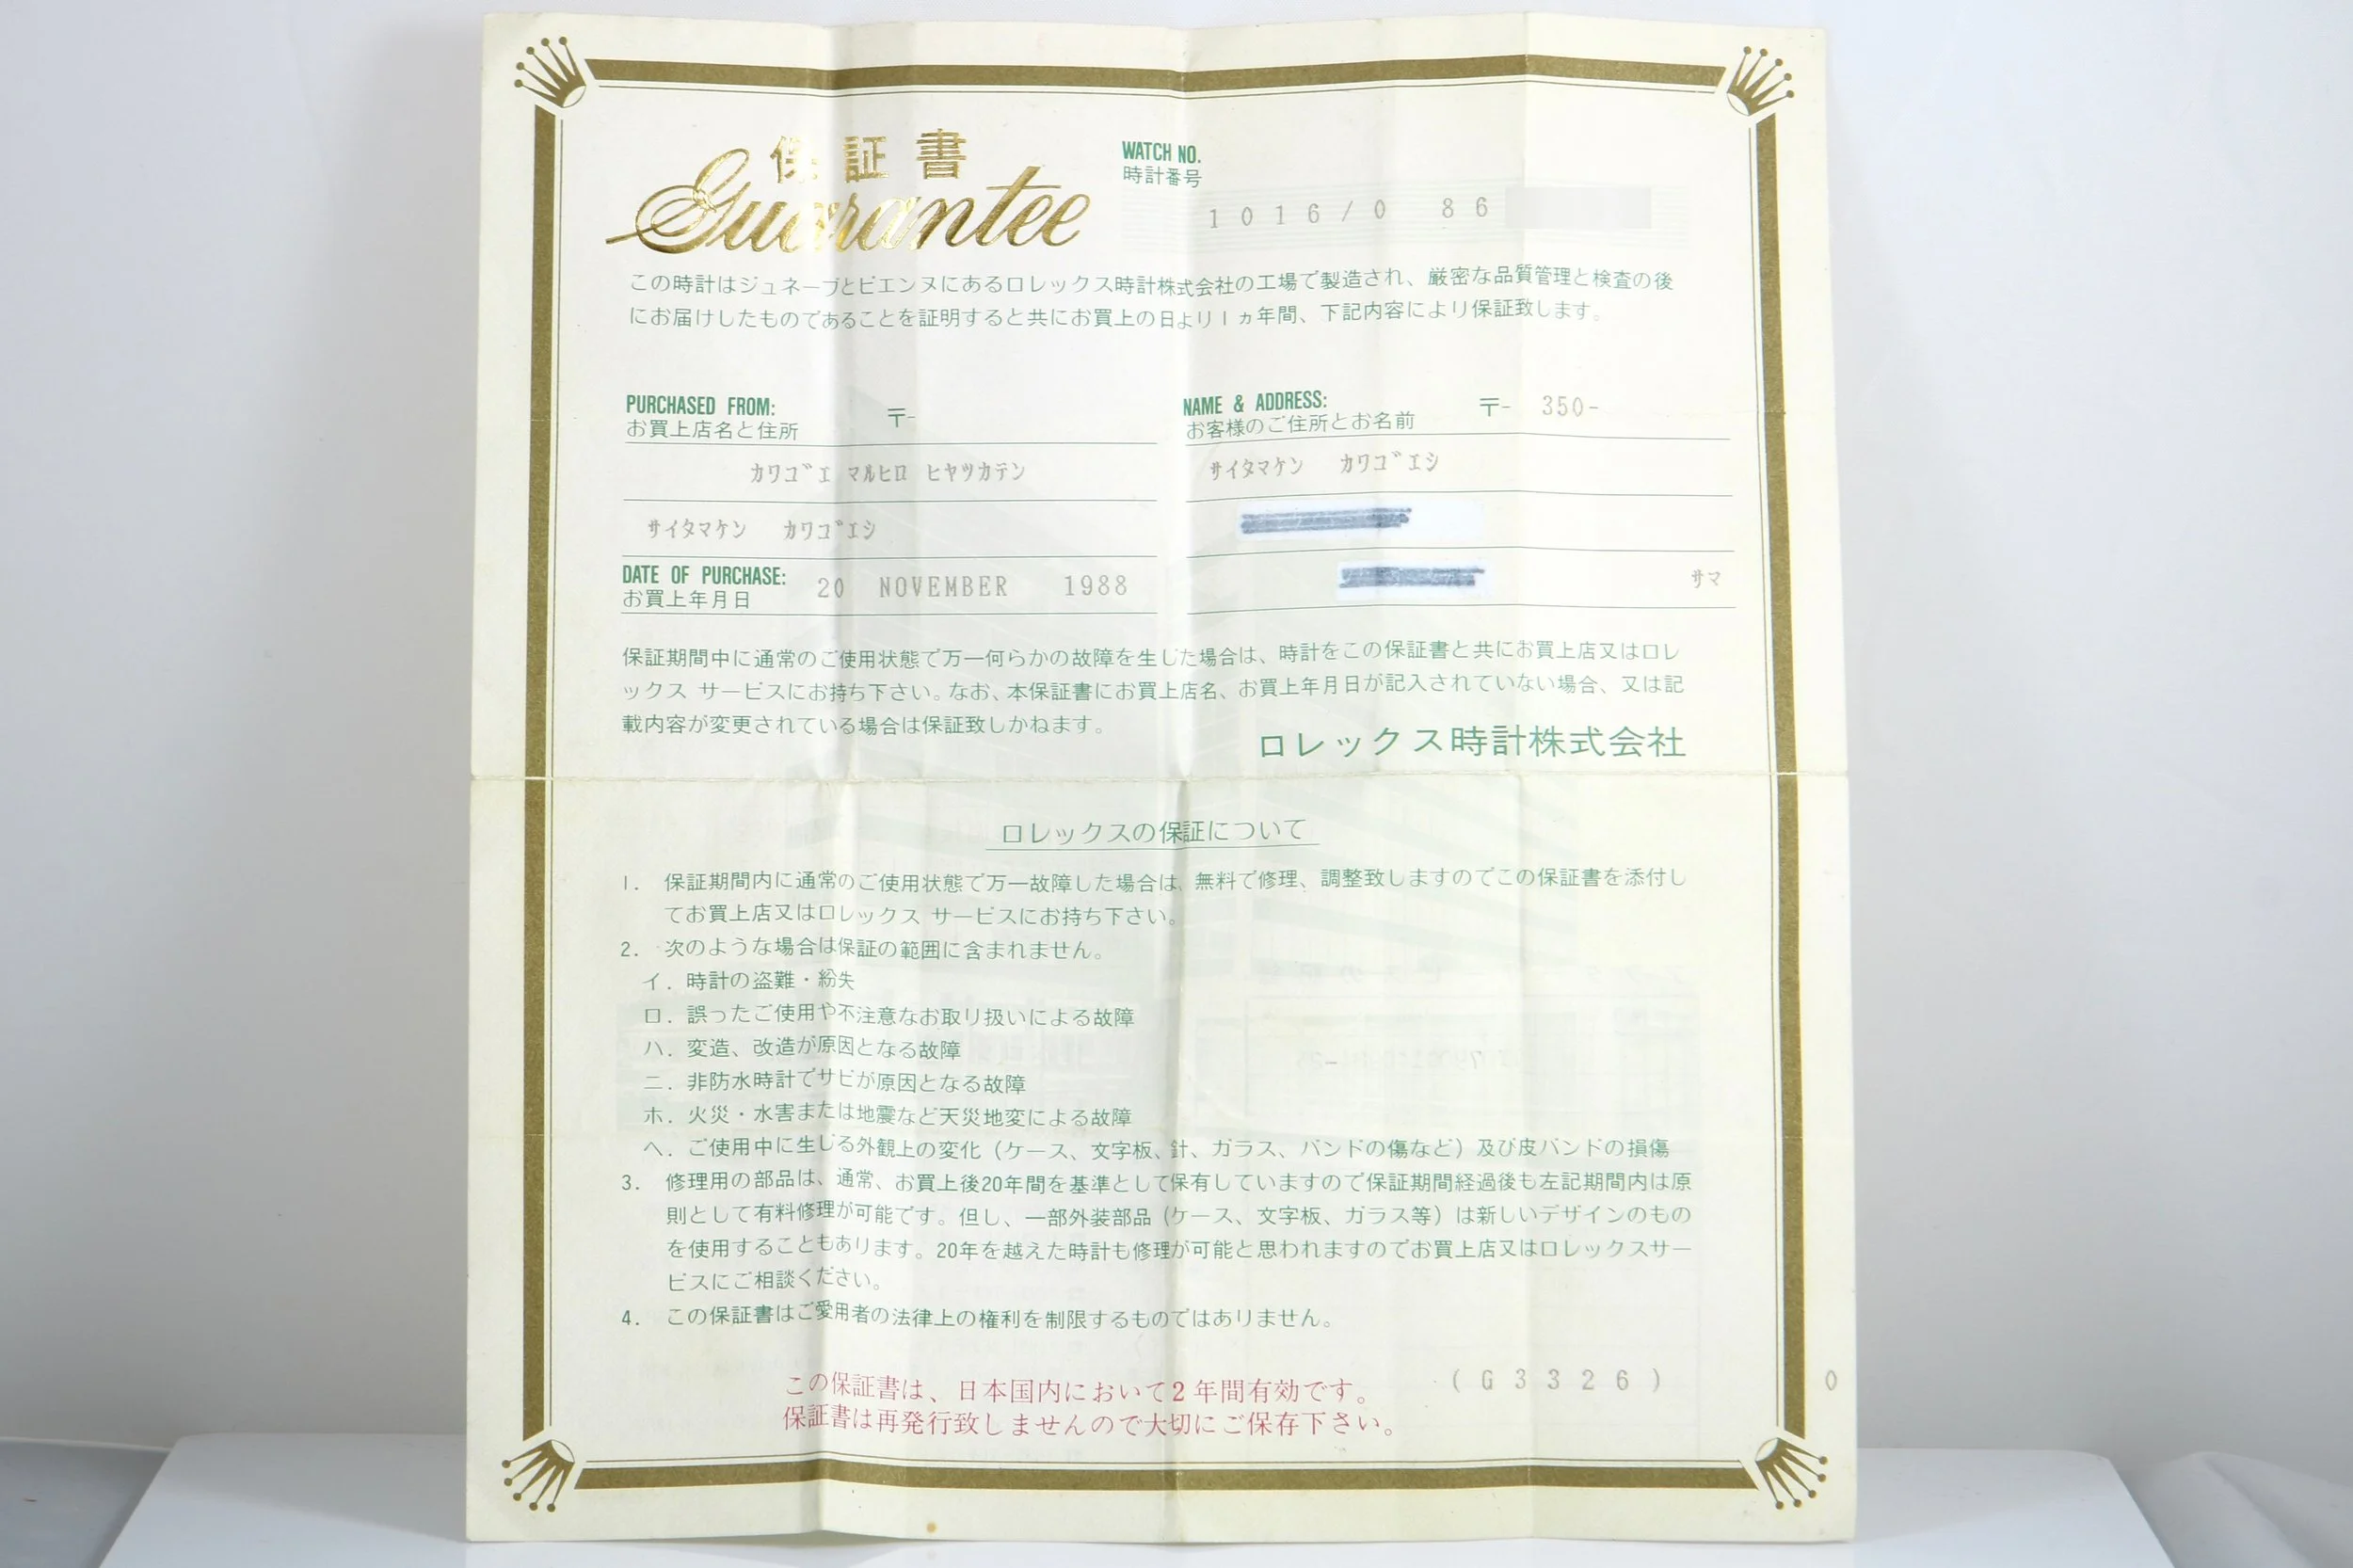 保証書
Guarantee
WATCH NO.
時計番号
1016/0 86
この時計はジュネーブとビエンヌにあるロレックス時計株式会社の工場で製造され、厳密な品質管理と検査の後
にお届けしたものであることを証明すると共にお買上の日より1ヵ年間、下記内容により保証致します。
PURCHASED FROM: 〒-
お買上店名と住所
カワゴエ マルヒロ ヒヤツカテン
サイタマケン カワゴエシ
DATE OF PURCHASE: 20 NOVEMBER 1988
お買上年月日
NAME & ADDRESS: 〒- 350-
お客様のご住所とお名前
サイタマケン カワゴエシ
サマ
保証期間中に通常のご使用状態で万一何らかの故障を生じた場合は、時計をこの保証書と共にお買上店又はロレ
ックス サービスにお持ち下さい。なお、本保証書にお買上店名、お買上年月日が記入されていない場合、又は記
載内容が変更されている場合は保証致しかねます。
ロレックス時計株式会社
ロレックスの保証について
1. 保証期間内に通常のご使用状態で万一故障した場合は、無料で修理、調整致しますのでこの保証書を添付し
てお買上店又はロレックス サービスにお持ち下さい。
2. 次のような場合は保証の範囲に含まれません。
イ. 時計の盗難・紛失
ロ. 誤ったご使用や不注意なお取り扱いによる故障
ハ. 変造、改造が原因となる故障
ニ. 非防水時計でサビが原因となる故障
ホ. 火災・水害または地震など天災地変による故障
ヘ. ご使用中に生じる外観上の変化（ケース、文字板、針、ガラス、バンドの傷など）及び皮バンドの損傷
3. 修理用の部品は、通常、お買上後20年間を基準として保有していますので保証期間経過後も左記期間内は原
則として有料修理が可能です。但し、一部外装部品（ケース、文字板、ガラス等）は新しいデザインのもの
を使用することもあります。20年を越えた時計も修理が可能と思われますのでお買上店又はロレックスサー
ビスにご相談ください。
4. この保証書はご愛用者の法律上の権利を制限するものではありません。
(G3326) 0
この保証書は、日本国内において2年間有効です。
保証書は再発行致しませんので大切にご保存下さい。